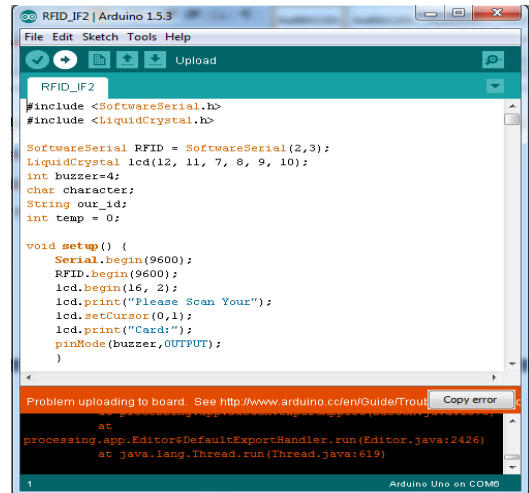 RFID_IF2 | Arduino 1.5.3
File Edit Sketch Tools Help
Upload
RFID_IF2
#include <SoftwareSerial.h>
#include <LiquidCrystal.h>
SoftwareSerial RFID = SoftwareSerial(2,3);
LiquidCrystal lcd(12, 11, 7, 8, 9, 10);
int buzzer=4;
char character;
String our_id;
int temp = 0;
void setup() {
Serial.begin(9600);
RFID.begin(9600);
lcd.begin(16, 2);
lcd.print("Please Scan Your");
lcd.setCursor(0,1);
lcd.print("Card:");
pinMode(buzzer,OUTPUT);
}
Problem uploading to board. See http://www.arduino.cc/en/Guide/Troub
Copy error
at
processing.app.Editor$DefaultExportHandler.run(Editor.java:2426)
at java.lang.Thread.run(Thread.java:619)
1
Arduino Uno on COM6